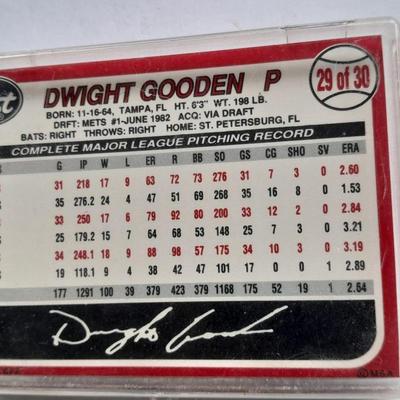 DWIGHT GOODEN P
29 of 30
BORN: 11-16-64, TAMPA, FL HT. 6'3" WT. 198 LB.
DRFT: METS #1-JUNE 1982 ACQ: VIA DRAFT
BATS: RIGHT THROWS: RIGHT HOME: ST. PETERSBURG, FL
COMPLETE MAJOR LEAGUE PITCHING RECORD
G IP W L ER R BB SO GS CG SHO SV ERA
31 218 17 9 63 72 73 276 31 7 3 0 2.60
35 276.2 24 4 47 51 69 268 35 16 8 0 1.53
33 250 17 6 79 92 80 200 33 12 2 0 2.84
25 179.2 15 7 64 68 53 148 25 7 3 0 3.21
34 248.1 18 9 88 98 57 175 34 10 3 0 3.19
19 118.1 9 4 38 42 47 101 17 0 0 1 2.89
177 1291 100 39 379 423 379 1168 175 52 19 1 2.64
Dwight Gooden
©MSA